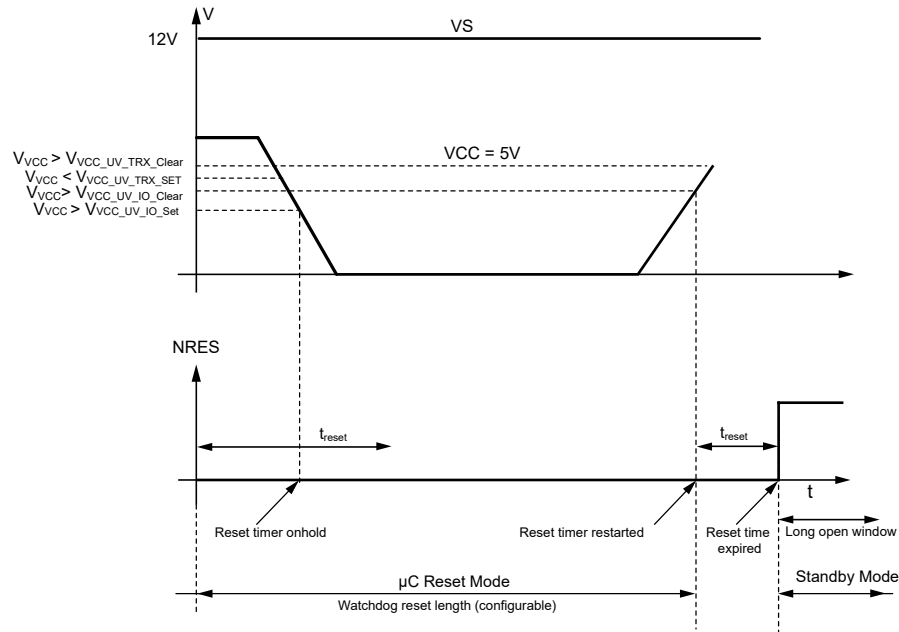 V
VS
12V
VCC = 5V
VVCC > VVCC_UV_TRX_Clear
VVCC < VVCC_UV_TRX_SET
VVCC> VVCC_UV_IO_Clear
VVCC > VVCC_UV_IO_Set
NRES
treset
treset
t
Reset timer onhold
Reset timer restarted
Reset time
expired
Long open window
µC Reset Mode
Watchdog reset length (configurable)
Standby Mode